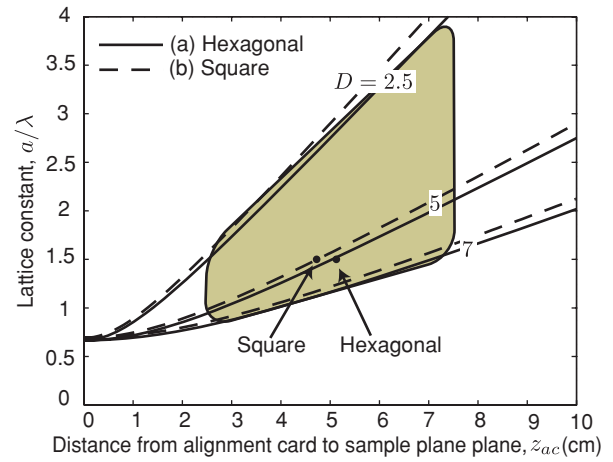 4
3.5
3
2.5
2
1.5
1
0.5
0
(a) Hexagonal
(b) Square
D = 2.5
5
7
Square
Hexagonal
Lattice constant, a/λ
0 1 2 3 4 5 6 7 8 9 10
Distance from alignment card to sample plane plane, z_{ac}(cm)